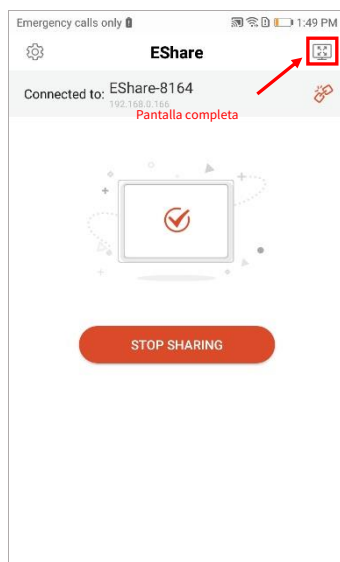 Emergency calls only 1:49 PM
EShare
Connected to: EShare-8164
192.168.0.166
Pantalla completa
STOP SHARING